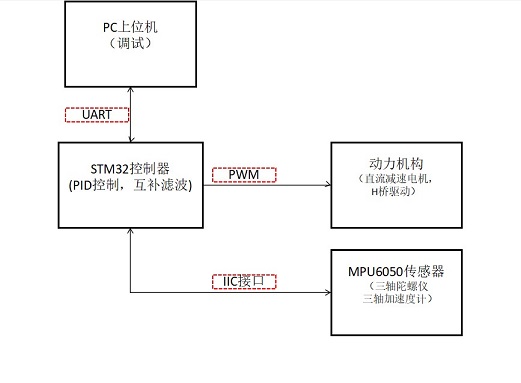 PC上位机
（调试）
UART
STM32控制器
(PID控制，互补滤波)
PWM
动力机构
（直流减速电机，
H桥驱动）
IIC接口
MPU6050传感器
（三轴陀螺仪
三轴加速度计）